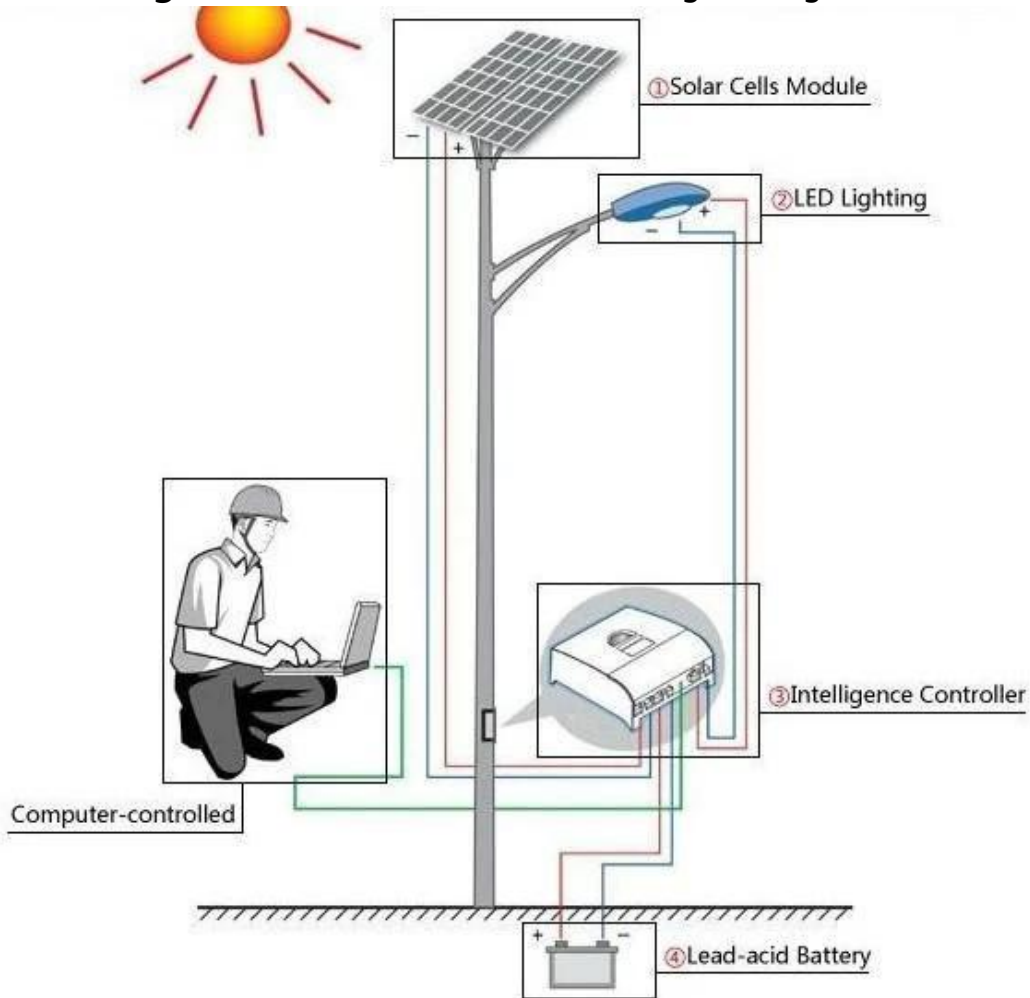 ①Solar Cells Module
−
+
②LED Lighting
+
−
③Intelligence Controller
Computer-controlled
+
−
④Lead-acid Battery